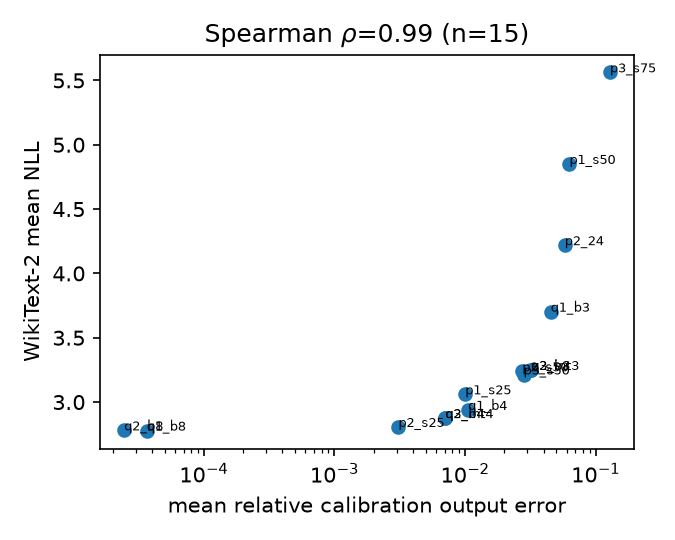 Spearman ρ=0.99 (n=15)
WikiText-2 mean NLL
5.5
5.0
4.5
4.0
3.5
3.0
p3_s75
p1_s50
p2_24
q1_b3
p1_s25
q1_b4
p2_s25
10⁻⁴
10⁻³
10⁻²
10⁻¹
mean relative calibration output error